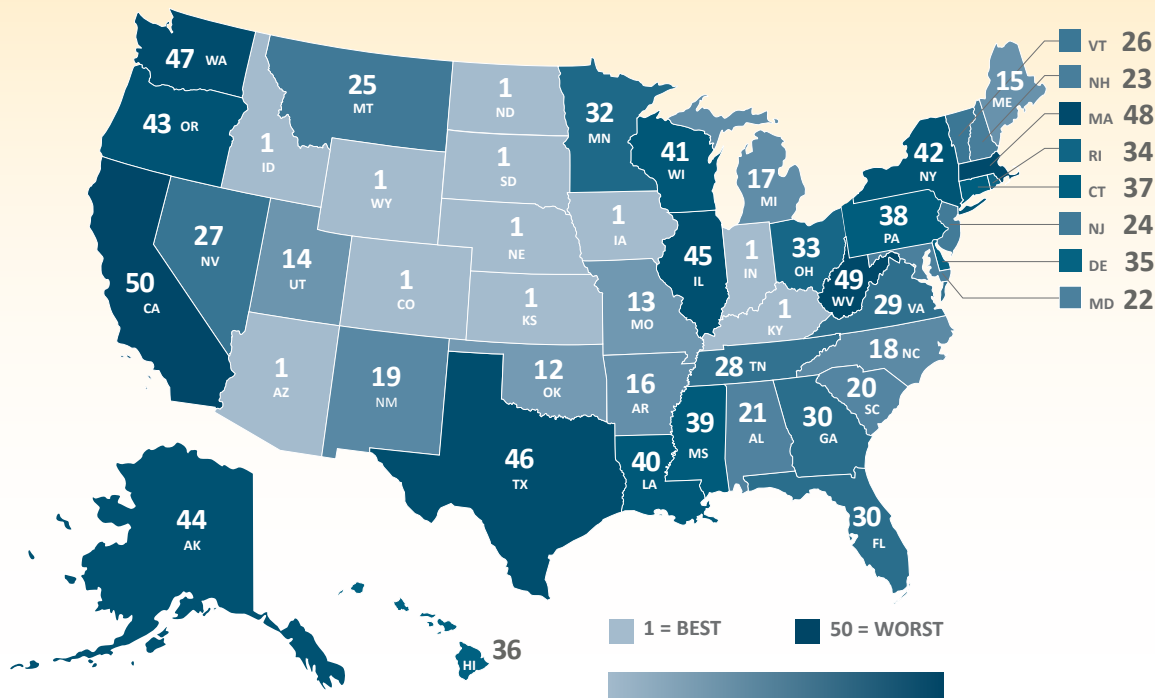 47 WA
VT 26
25
MT
1
ND
15
ME
NH 23
32
MN
MA 48
43 OR
1
ID
1
SD
41
WI
42
NY
RI 34
1
WY
17
MI
CT 37
27
NV
1
NE
1
IA
38
PA
NJ 24
14
UT
45
IL
1
IN
33
OH
DE 35
50
CA
1
CO
1
KS
13
MO
49
WV
29 VA
MD 22
1
KY
18 NC
1
AZ
19
NM
12
OK
16
AR
28 TN
20
SC
39
MS
21
AL
30
GA
46
TX
40
LA
44
AK
30
FL
HI 36
1 = BEST
50 = WORST